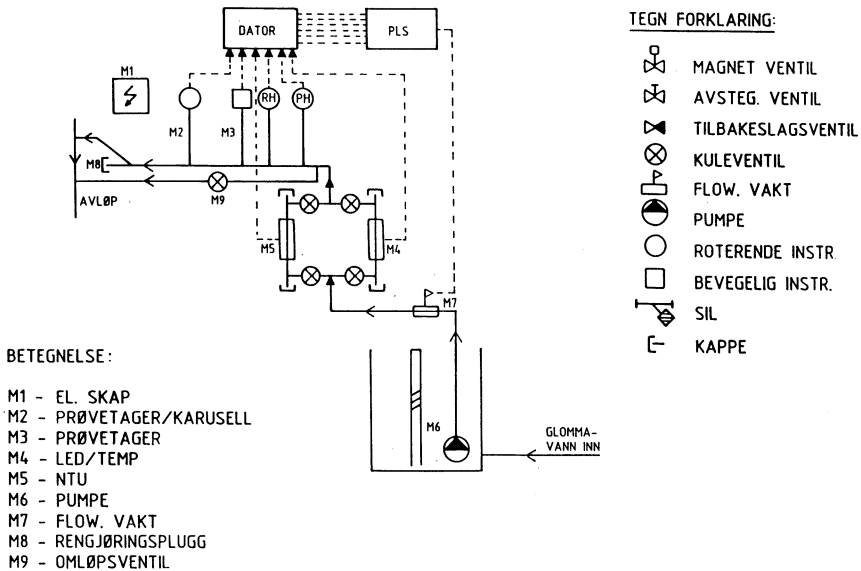 DATOR
PLS
M1
M2
M3
RH
PH
M8
M9
AVLØP
M5
M4
M7
M6
GLOMMA-
VANN INN
TEGN FORKLARING:
MAGNET VENTIL
AVSTEG. VENTIL
TILBAKESLAGSVENTIL
KULEVENTIL
FLOW. VAKT
PUMPE
ROTERENDE INSTR.
BEVEGELIG INSTR.
SIL
KAPPE
BETEGNELSE:
M1 - EL. SKAP
M2 - PRØVETAGER/KARUSELL
M3 - PRØVETAGER
M4 - LED/TEMP
M5 - NTU
M6 - PUMPE
M7 - FLOW. VAKT
M8 - RENGJØRINGSPLUGG
M9 - OMLØPSVENTIL